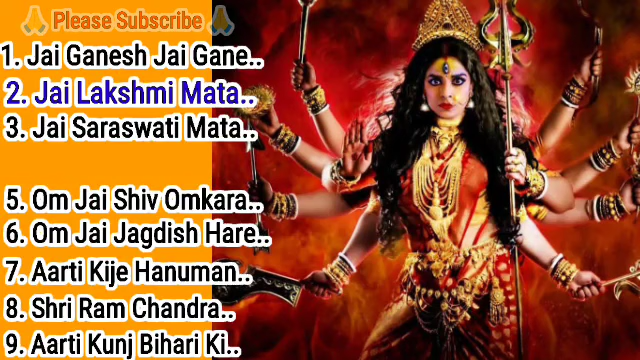 🙏 Please Subscribe 🙏
1. Jai Ganesh Jai Gane..
2. Jai Lakshmi Mata..
3. Jai Saraswati Mata..
5. Om Jai Shiv Omkara..
6. Om Jai Jagdish Hare..
7. Aarti Kije Hanuman..
8. Shri Ram Chandra..
9. Aarti Kunj Bihari Ki..